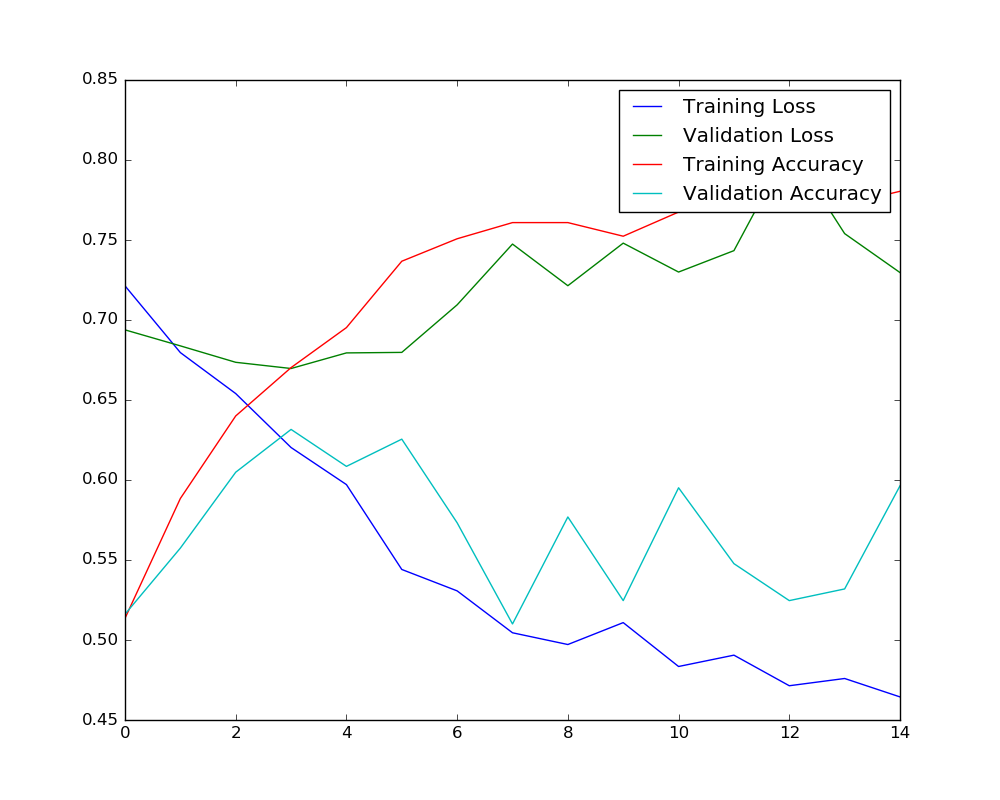 0.85
0.80
0.75
0.70
0.65
0.60
0.55
0.50
0.45
0 2 4 6 8 10 12 14
Training Loss
Validation Loss
Training Accuracy
Validation Accuracy